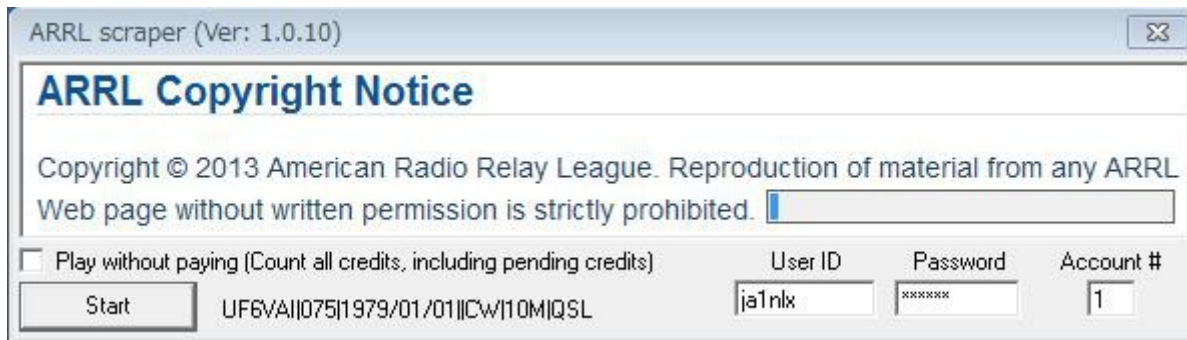 ARRL scraper (Ver: 1.0.10)
ARRL Copyright Notice
Copyright © 2013 American Radio Relay League. Reproduction of material from any ARRL
Web page without written permission is strictly prohibited.
Play without paying (Count all credits, including pending credits)
User ID
Password
Account #
Start
UF6VAI|075|1979/01/01||CW|10M|QSL
ja1nlx
******
1